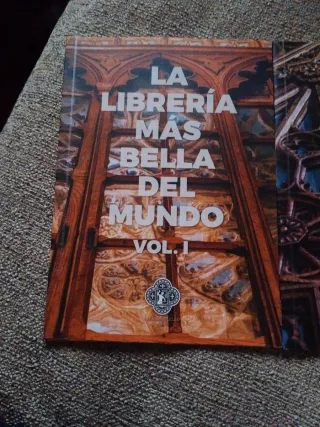 LA
LIBRERÍA
MÁS
BELLA
DEL
MUNDO
VOL. I